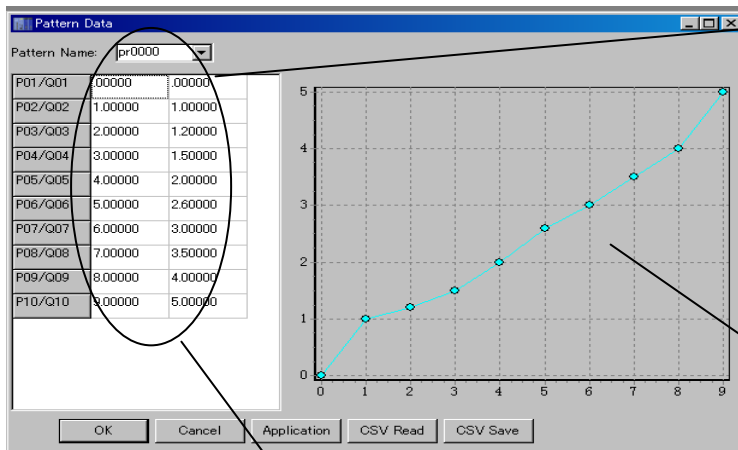 Pattern Data
Pattern Name: pr0000
P01/Q01 .00000 .00000
P02/Q02 1.00000 1.00000
P03/Q03 2.00000 1.20000
P04/Q04 3.00000 1.50000
P05/Q05 4.00000 2.00000
P06/Q06 5.00000 2.60000
P07/Q07 6.00000 3.00000
P08/Q08 7.00000 3.50000
P09/Q09 8.00000 4.00000
P10/Q10 9.00000 5.00000
5
4
3
2
1
0
0 1 2 3 4 5 6 7 8 9
OK Cancel Application CSV Read CSV Save